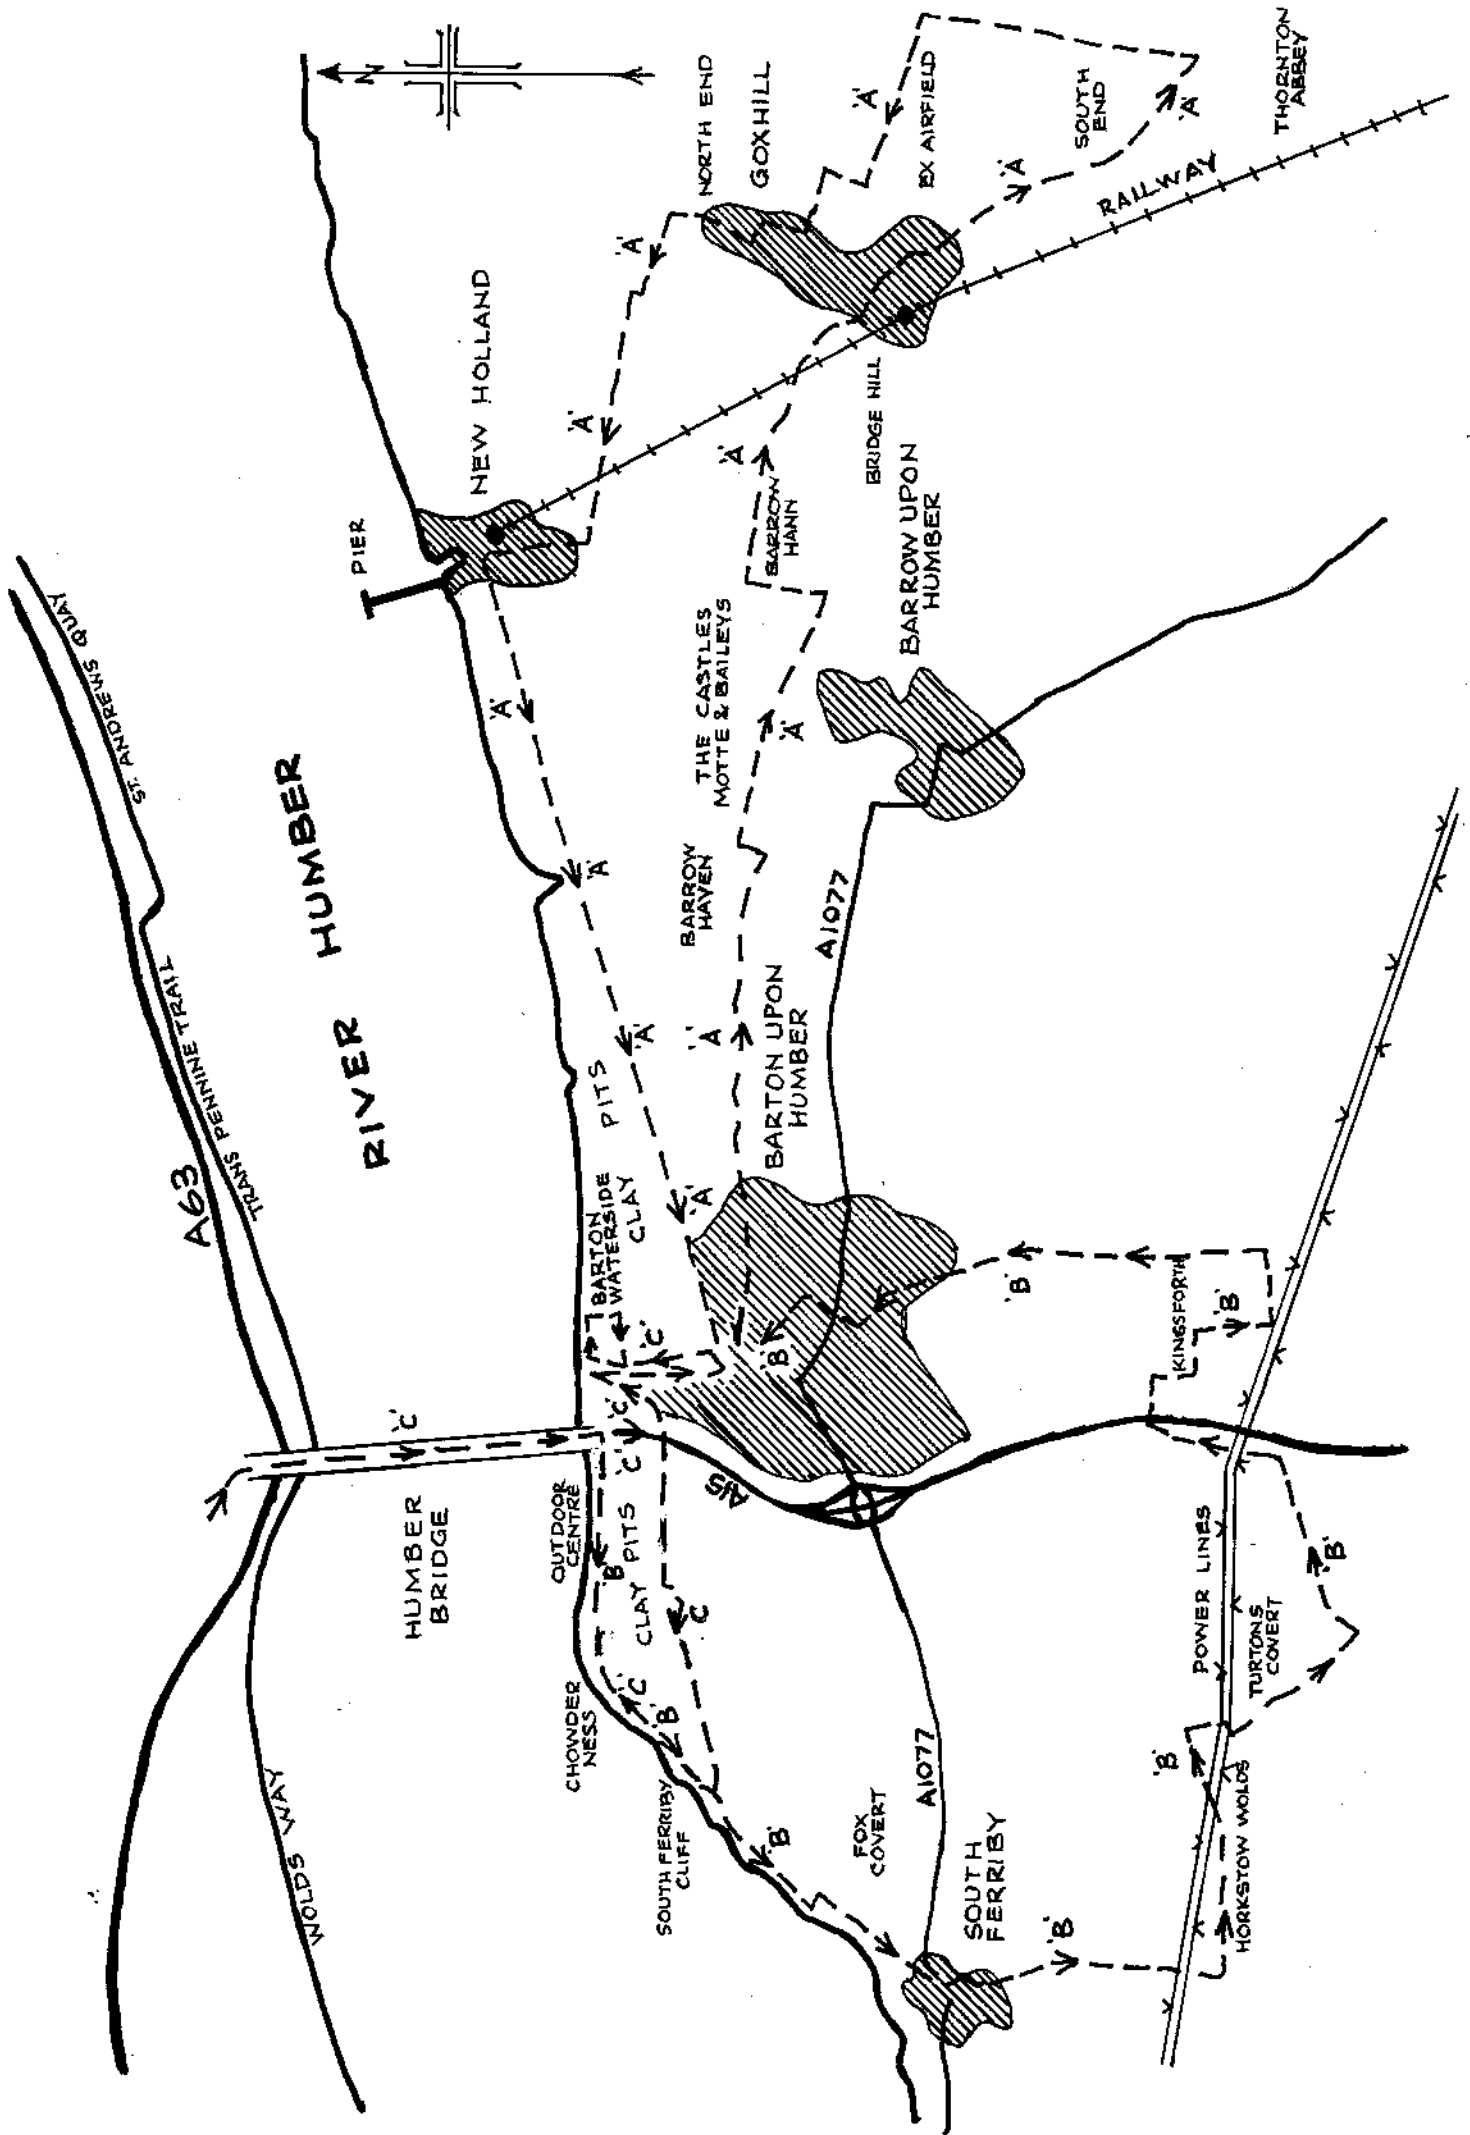 N
A63
TRANS PENNINE TRAIL
ST. ANDREWS QUAY
RIVER HUMBER
WOLDS WAY
HUMBER
BRIDGE
'C'
PIER
NEW HOLLAND
NORTH END
GOXHILL
EX AIRFIELD
SOUTH
END
THORNTON
ABBEY
RAILWAY
BRIDGE HILL
BARROW
HANN
BARROW UPON
HUMBER
THE CASTLES
MOTTE & BAILEYS
BARROW
HAVEN
BARTON UPON
HUMBER
A1077
CLAY PITS
BARTON
WATERSIDE
'A'
'A'
'A'
'A'
'A'
'A'
'A'
'A'
'A'
'A'
'A'
'A'
'C'
'C'
'C'
OUTDOOR
CENTRE
CLAY PITS
A15
'B'
'C'
C
CHOWDER
NESS
'B'
SOUTH FERRIBY
CLIFF
'B'
FOX
COVERT
A1077
SOUTH
FERRIBY
'B'
HORKSTOW WOLDS
'B'
POWER LINES
TURTONS
COVERT
'B'
KINGSFORTH
'B'
'B'
'B'